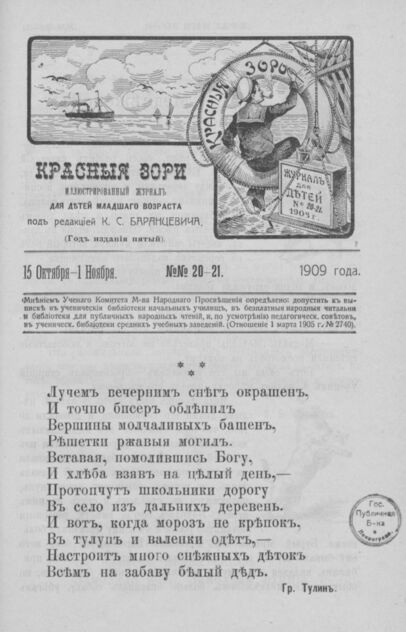 КРАСНЫЯ ЗОРИ
ЖУРНАЛЪ
ДЛЯ
ДѢТЕЙ
КРАСНЫЯ ЗОРИ
ИЛЛЮСТРИРОВАННЫЙ ЖУРНАЛЪ
ДЛЯ ДѢТЕЙ МЛАДШАГО ВОЗРАСТА
подъ редакціей К. С. БАРАНЦЕВИЧА.
(Годъ изданія пятый).
15 Октября–1 Ноября. №№ 20–21. 1909 года.
(Мнѣніемъ Ученаго Комитета М-ва Народнаго Просвѣщенія опредѣлено: допустить къ вы-
пискѣ въ ученическія библіотеки начальныхъ училищъ, въ безплатныя народныя читальни
и библіотеки для публичныхъ народныхъ чтеній, и, по усмотрѣнію педагогическ. совѣтовъ,
въ ученическ. библіотеки среднихъ учебныхъ заведеній. (Отношеніе 1 марта 1905 г. № 2740).
* * *
Лучемъ вечернимъ снѣгъ окрашенъ,
И точно бисеръ облѣпилъ
Вершины молчаливыхъ башенъ,
Рѣшетки ржавыя могилъ.
Вставая, помолившись Богу,
И хлѣба взявъ на цѣлый день,—
Протопчутъ школьники дорогу
Въ село изъ дальнихъ деревень.
И вотъ, когда морозъ не крѣпокъ,
Въ тулупъ и валенки одѣтъ,—
Настроитъ много снѣжныхъ дѣтокъ
Всѣмъ на забаву бѣлый дѣдъ.
Гр. Тулинъ.
Гос.
Публичная
Б-ка